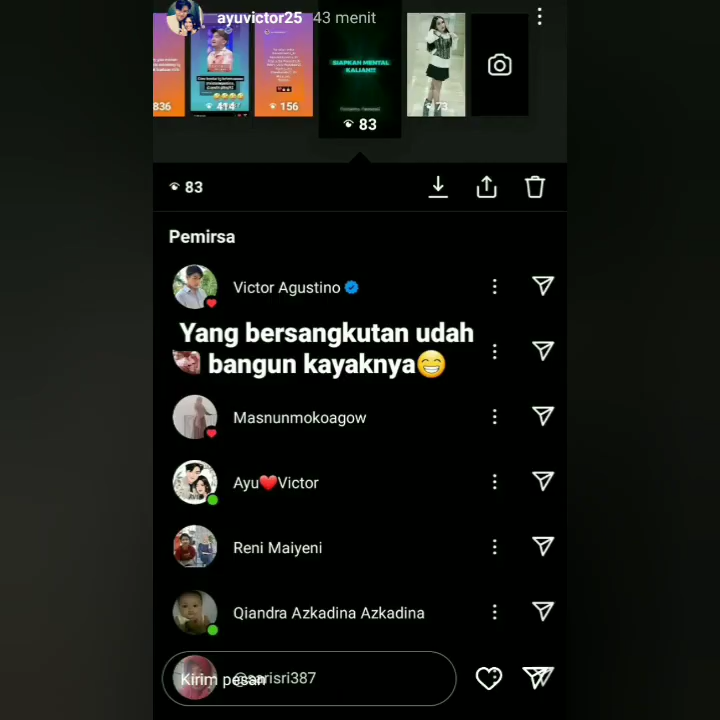 ayuvictor25 43 menit
836
414
156
SIAPKAN MENTAL
KALIAN!!!
83
73
83
Pemirsa
Victor Agustino
Yang bersangkutan udah
bangun kayaknya😁
Masnunmokoagow
Ayu❤️Victor
Reni Maiyeni
Qiandra Azkadina Azkadina
Kirim pesan
@sarisri387